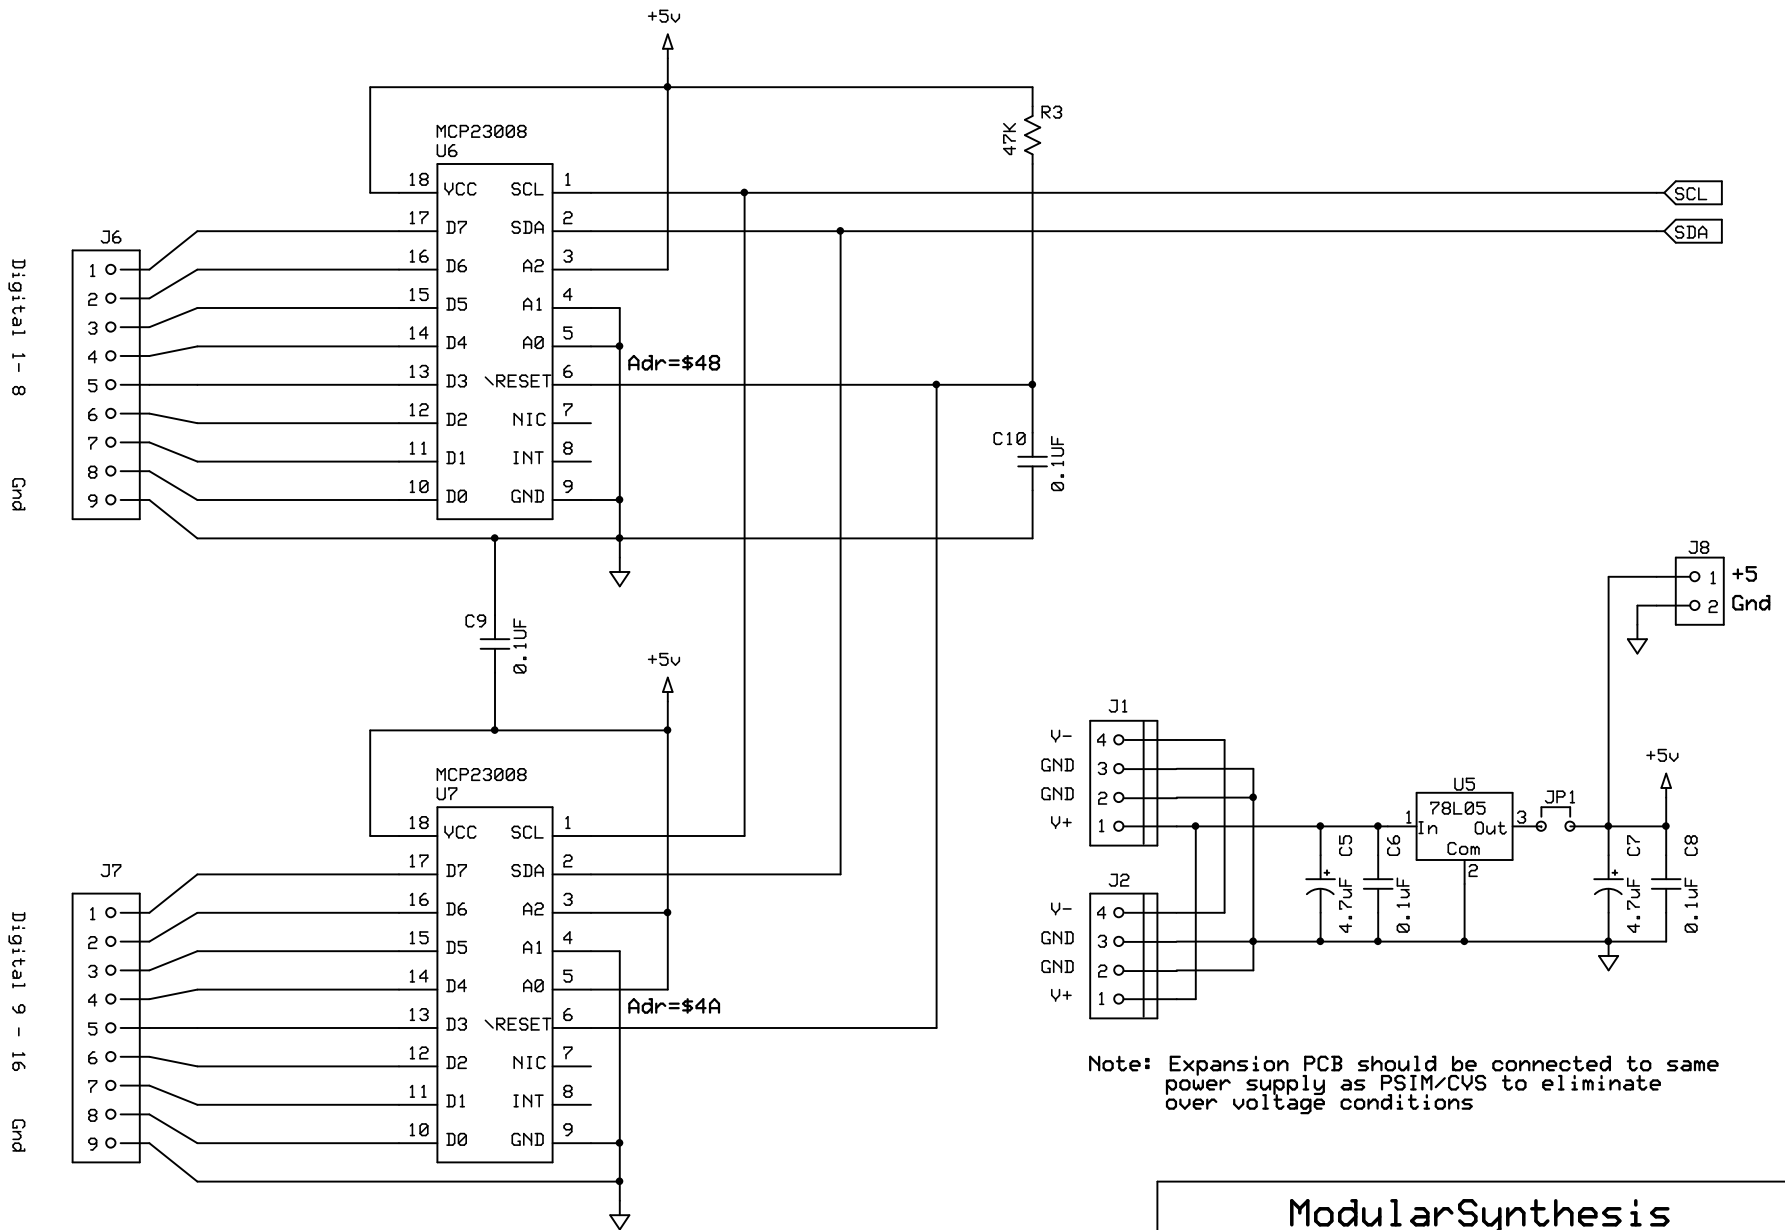 +5v
MCP23008
U6
18 VCC SCL 1
17 D7 SDA 2
16 D6 A2 3
15 D5 A1 4
14 D4 A0 5
13 D3 \RESET 6
12 D2 NIC 7
11 D1 INT 8
10 D0 GND 9
Adr=$48
R3
47K
SCL
SDA
J6
1
2
3
4
5
6
7
8
9
Digital 1- 8 Gnd
C10
0.1UF
C9
0.1UF
+5v
MCP23008
U7
18 VCC SCL 1
17 D7 SDA 2
16 D6 A2 3
15 D5 A1 4
14 D4 A0 5
13 D3 \RESET 6
12 D2 NIC 7
11 D1 INT 8
10 D0 GND 9
Adr=$4A
J7
1
2
3
4
5
6
7
8
9
Digital 9 - 16 Gnd
J8
1 +5
2 Gnd
J1
V- 4
GND 3
GND 2
V+ 1
J2
V- 4
GND 3
GND 2
V+ 1
U5
78L05
1 In Out 3
Com
2
JP1
+5v
C5
4.7uF
C6
0.1uF
C7
4.7uF
C8
0.1uF
Note: Expansion PCB should be connected to same
power supply as PSIM/CVS to eliminate
over voltage conditions
ModularSynthesis